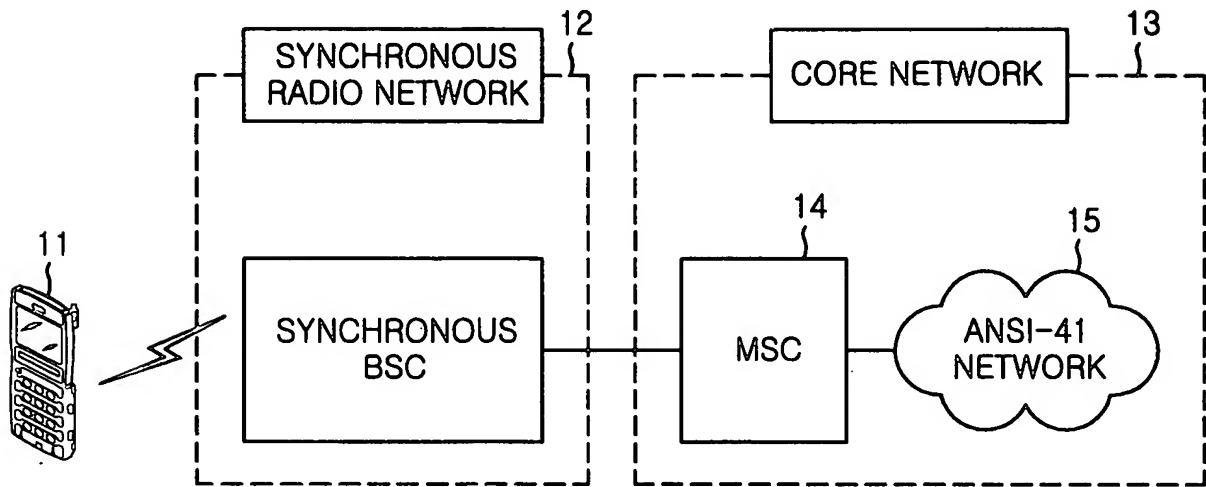 SYNCHRONOUS
RADIO NETWORK
12
CORE NETWORK
13
11
SYNCHRONOUS
BSC
14
MSC
15
ANSI-41
NETWORK